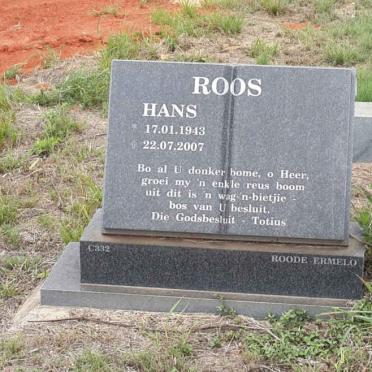 ROOS
HANS
* 17.01.1943
† 22.07.2007
Bo al U donker bome, o Heer,
groei my 'n enkle reus boom
uit dit is 'n wag-'n-bietjie -
bos van U besluit.
Die Godsbesluit - Totius
C332
ROODE ERMELO